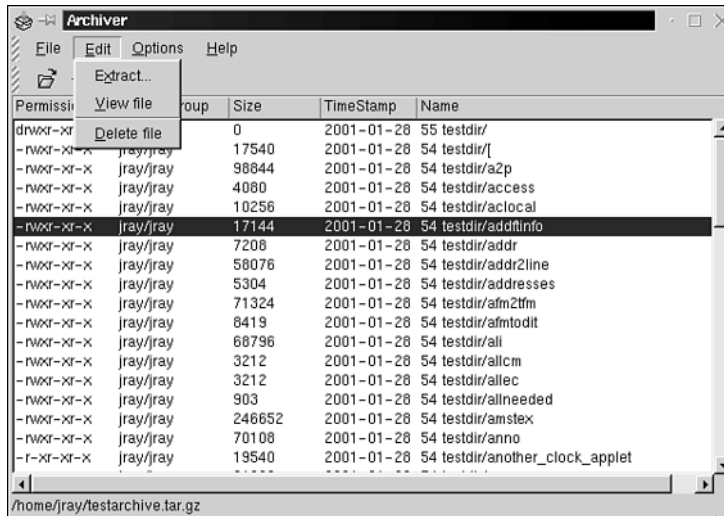 Archiver
File Edit Options Help
Extract...
View file
Delete file
Permissi roup Size TimeStamp Name
drwxr-xr- 0 2001-01-28 55 testdir/
-rwxr-xr-x jray/jray 17540 2001-01-28 54 testdir/[
-rwxr-xr-x jray/jray 98844 2001-01-28 54 testdir/a2p
-rwxr-xr-x jray/jray 4080 2001-01-28 54 testdir/access
-rwxr-xr-x jray/jray 10256 2001-01-28 54 testdir/aclocal
-rwxr-xr-x jray/jray 17144 2001-01-28 54 testdir/addftinfo
-rwxr-xr-x jray/jray 7208 2001-01-28 54 testdir/addr
-rwxr-xr-x jray/jray 58076 2001-01-28 54 testdir/addr2line
-rwxr-xr-x jray/jray 5304 2001-01-28 54 testdir/addresses
-rwxr-xr-x jray/jray 71324 2001-01-28 54 testdir/afm2tfm
-rwxr-xr-x jray/jray 8419 2001-01-28 54 testdir/afmtodit
-rwxr-xr-x jray/jray 68796 2001-01-28 54 testdir/ali
-rwxr-xr-x jray/jray 3212 2001-01-28 54 testdir/allcm
-rwxr-xr-x jray/jray 3212 2001-01-28 54 testdir/allec
-rwxr-xr-x jray/jray 903 2001-01-28 54 testdir/allneeded
-rwxr-xr-x jray/jray 246652 2001-01-28 54 testdir/amstex
-rwxr-xr-x jray/jray 70108 2001-01-28 54 testdir/anno
-r-xr-xr-x jray/jray 19540 2001-01-28 54 testdir/another_clock_applet
/home/jray/testarchive.tar.gz